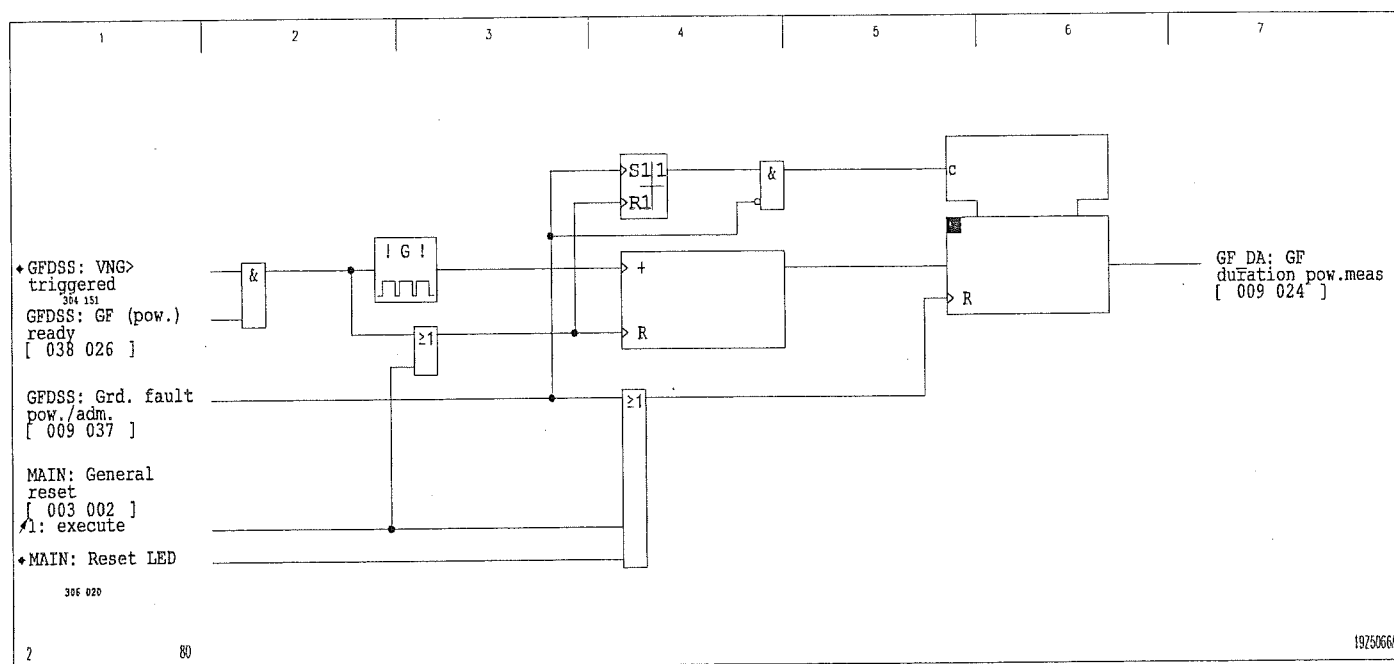 1 2 3 4 5 6 7
S1 1
R1
&
c
! G !
+
R
≥1
&
R
GFDSS: VNG>
triggered
304 151
GFDSS: GF (pow.)
ready
[ 038 026 ]
GFDSS: Grd. fault
pow./adm.
[ 009 037 ]
≥1
MAIN: General
reset
[ 003 002 ]
1: execute
MAIN: Reset LED
306 020
GF DA: GF
duration pow.meas
[ 009 024 ]
2 80